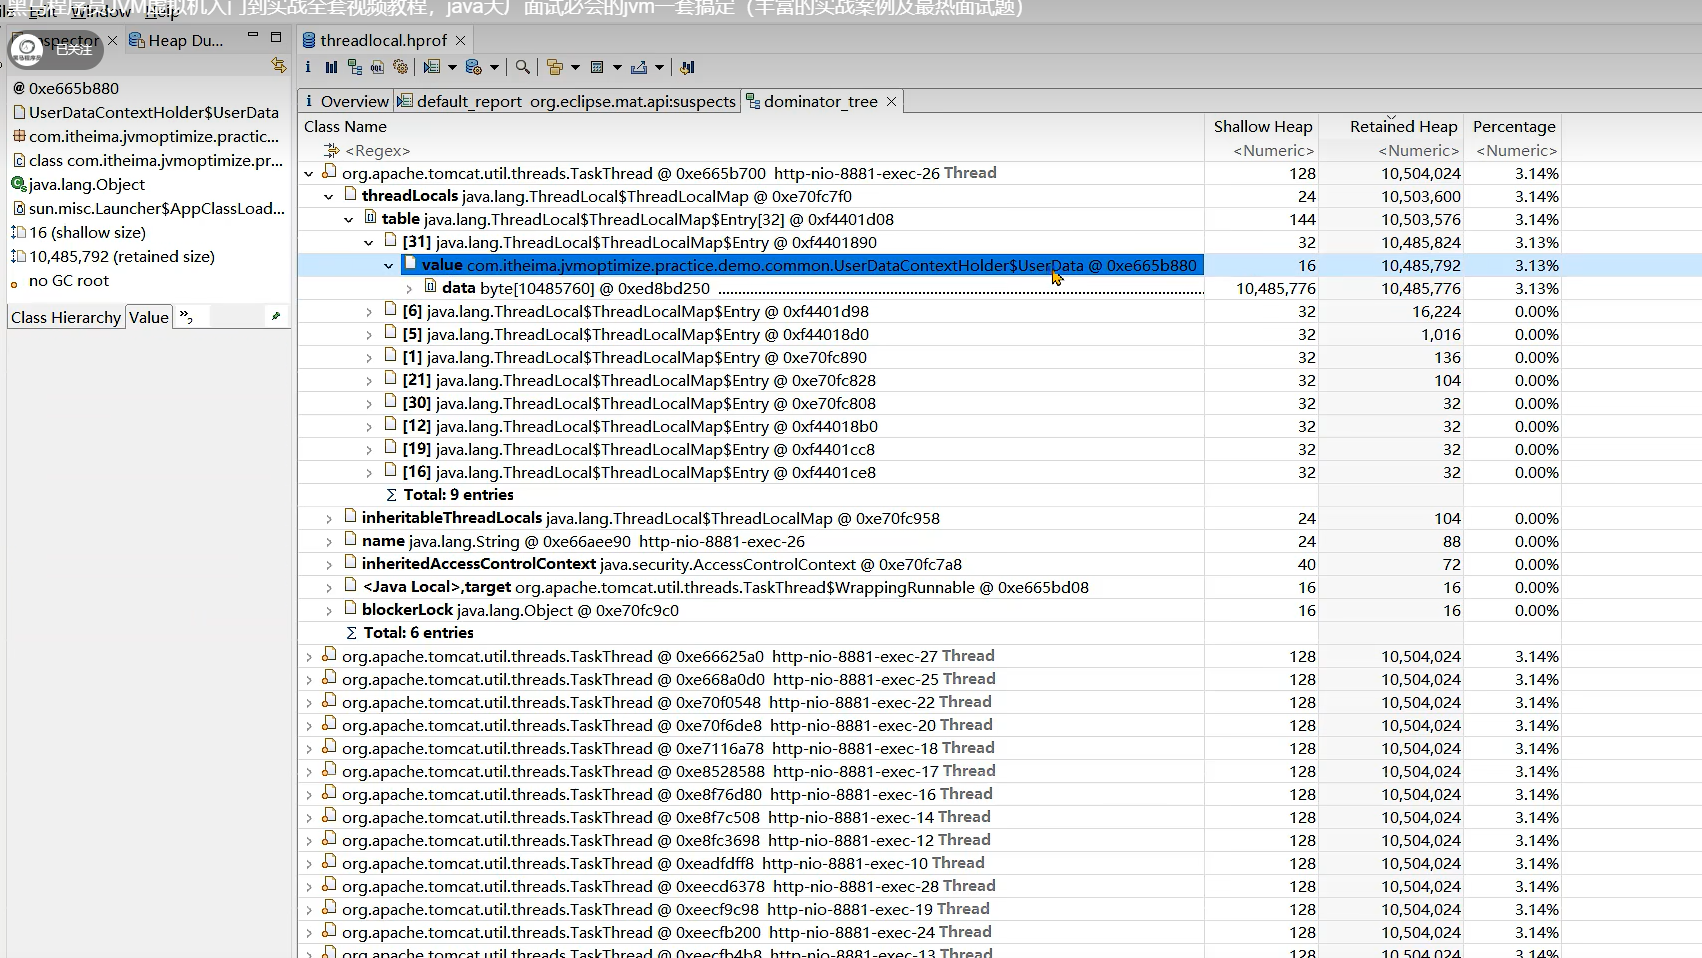 黑马程序员JVM虚拟机入门到实战全套视频教程，java大厂面试必会的jvm一套搞定（丰富的实战案例及最热面试题）
Edit Window Help
已关注
Inspector
Heap Du...
@ 0xe665b880
UserDataContextHolder$UserData
com.itheima.jvmoptimize.practic...
class com.itheima.jvmoptimize.pr...
java.lang.Object
sun.misc.Launcher$AppClassLoad...
16 (shallow size)
10,485,792 (retained size)
no GC root
Class Hierarchy Value »₂
threadlocal.hprof
i Overview default_report org.eclipse.mat.api:suspects dominator_tree
Class Name Shallow Heap Retained Heap Percentage
<Regex> <Numeric> <Numeric> <Numeric>
org.apache.tomcat.util.threads.TaskThread @ 0xe665b700 http-nio-8881-exec-26 Thread 128 10,504,024 3.14%
threadLocals java.lang.ThreadLocal$ThreadLocalMap @ 0xe70fc7f0 24 10,503,600 3.14%
table java.lang.ThreadLocal$ThreadLocalMap$Entry[32] @ 0xf4401d08 144 10,503,576 3.14%
[31] java.lang.ThreadLocal$ThreadLocalMap$Entry @ 0xf4401890 32 10,485,824 3.13%
value com.itheima.jvmoptimize.practice.demo.common.UserDataContextHolder$UserData @ 0xe665b880 16 10,485,792 3.13%
data byte[10485760] @ 0xed8bd250 10,485,776 10,485,776 3.13%
[6] java.lang.ThreadLocal$ThreadLocalMap$Entry @ 0xf4401d98 32 16,224 0.00%
[5] java.lang.ThreadLocal$ThreadLocalMap$Entry @ 0xf44018d0 32 1,016 0.00%
[1] java.lang.ThreadLocal$ThreadLocalMap$Entry @ 0xe70fc890 32 136 0.00%
[21] java.lang.ThreadLocal$ThreadLocalMap$Entry @ 0xe70fc828 32 104 0.00%
[30] java.lang.ThreadLocal$ThreadLocalMap$Entry @ 0xe70fc808 32 32 0.00%
[12] java.lang.ThreadLocal$ThreadLocalMap$Entry @ 0xf44018b0 32 32 0.00%
[19] java.lang.ThreadLocal$ThreadLocalMap$Entry @ 0xf4401cc8 32 32 0.00%
[16] java.lang.ThreadLocal$ThreadLocalMap$Entry @ 0xf4401ce8 32 32 0.00%
Σ Total: 9 entries
inheritableThreadLocals java.lang.ThreadLocal$ThreadLocalMap @ 0xe70fc958 24 104 0.00%
name java.lang.String @ 0xe66aee90 http-nio-8881-exec-26 24 88 0.00%
inheritedAccessControlContext java.security.AccessControlContext @ 0xe70fc7a8 40 72 0.00%
<Java Local>,target org.apache.tomcat.util.threads.TaskThread$WrappingRunnable @ 0xe665bd08 16 16 0.00%
blockerLock java.lang.Object @ 0xe70fc9c0 16 16 0.00%
Σ Total: 6 entries
org.apache.tomcat.util.threads.TaskThread @ 0xe66625a0 http-nio-8881-exec-27 Thread 128 10,504,024 3.14%
org.apache.tomcat.util.threads.TaskThread @ 0xe668a0d0 http-nio-8881-exec-25 Thread 128 10,504,024 3.14%
org.apache.tomcat.util.threads.TaskThread @ 0xe70f0548 http-nio-8881-exec-22 Thread 128 10,504,024 3.14%
org.apache.tomcat.util.threads.TaskThread @ 0xe70f6de8 http-nio-8881-exec-20 Thread 128 10,504,024 3.14%
org.apache.tomcat.util.threads.TaskThread @ 0xe7116a78 http-nio-8881-exec-18 Thread 128 10,504,024 3.14%
org.apache.tomcat.util.threads.TaskThread @ 0xe8528588 http-nio-8881-exec-17 Thread 128 10,504,024 3.14%
org.apache.tomcat.util.threads.TaskThread @ 0xe8f76d80 http-nio-8881-exec-16 Thread 128 10,504,024 3.14%
org.apache.tomcat.util.threads.TaskThread @ 0xe8f7c508 http-nio-8881-exec-14 Thread 128 10,504,024 3.14%
org.apache.tomcat.util.threads.TaskThread @ 0xe8fc3698 http-nio-8881-exec-12 Thread 128 10,504,024 3.14%
org.apache.tomcat.util.threads.TaskThread @ 0xeadfdff8 http-nio-8881-exec-10 Thread 128 10,504,024 3.14%
org.apache.tomcat.util.threads.TaskThread @ 0xeecd6378 http-nio-8881-exec-28 Thread 128 10,504,024 3.14%
org.apache.tomcat.util.threads.TaskThread @ 0xeecf9c98 http-nio-8881-exec-19 Thread 128 10,504,024 3.14%
org.apache.tomcat.util.threads.TaskThread @ 0xeecfb200 http-nio-8881-exec-24 Thread 128 10,504,024 3.14%
org.apache.tomcat.util.threads.TaskThread @ 0xeecfb4b8 http-nio-8881-exec-13 Thread 128 10,504,024 3.14%